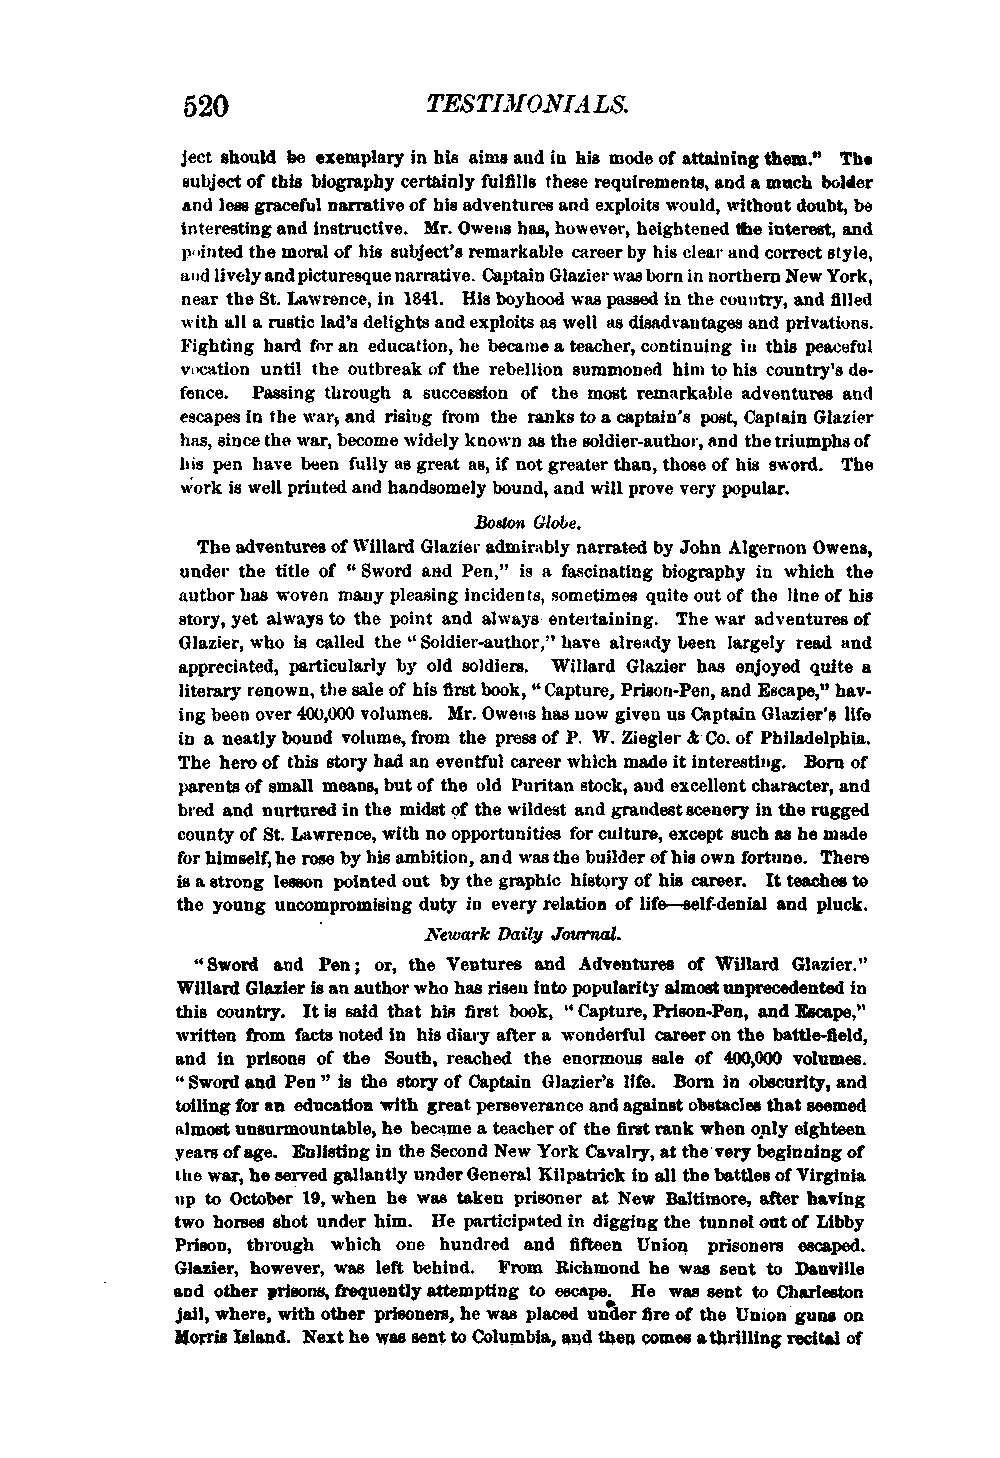 520 TESTIMONIALS.
ject should be exemplary in his aims and in his mode of attaining them." The
subject of this biography certainly fulfills these requirements, and a much bolder
and less graceful narrative of his adventures and exploits would, without doubt, be
interesting and instructive. Mr. Owens has, however, heightened the interest, and
pointed the moral of his subject's remarkable career by his clear and correct style,
and lively and picturesque narrative. Captain Glazier was born in northern New York,
near the St. Lawrence, in 1841. His boyhood was passed in the country, and filled
with all a rustic lad's delights and exploits as well as disadvantages and privations.
Fighting hard for an education, he became a teacher, continuing in this peaceful
vocation until the outbreak of the rebellion summoned him to his country's de-
fence. Passing through a succession of the most remarkable adventures and
escapes in the war, and rising from the ranks to a captain's post, Captain Glazier
has, since the war, become widely known as the soldier-author, and the triumphs of
his pen have been fully as great as, if not greater than, those of his sword. The
work is well printed and handsomely bound, and will prove very popular.
Boston Globe.
The adventures of Willard Glazier admirably narrated by John Algernon Owens,
under the title of "Sword and Pen," is a fascinating biography in which the
author has woven many pleasing incidents, sometimes quite out of the line of his
story, yet always to the point and always entertaining. The war adventures of
Glazier, who is called the "Soldier-author," have already been largely read and
appreciated, particularly by old soldiers. Willard Glazier has enjoyed quite a
literary renown, the sale of his first book, "Capture, Prison-Pen, and Escape," hav-
ing been over 400,000 volumes. Mr. Owens has now given us Captain Glazier's life
in a neatly bound volume, from the press of P. W. Ziegler & Co. of Philadelphia.
The hero of this story had an eventful career which made it interesting. Born of
parents of small means, but of the old Puritan stock, and excellent character, and
bred and nurtured in the midst of the wildest and grandest scenery in the rugged
county of St. Lawrence, with no opportunities for culture, except such as he made
for himself, he rose by his ambition, and was the builder of his own fortune. There
is a strong lesson pointed out by the graphic history of his career. It teaches to
the young uncompromising duty in every relation of life—self-denial and pluck.
Newark Daily Journal.
"Sword and Pen; or, the Ventures and Adventures of Willard Glazier."
Willard Glazier is an author who has risen into popularity almost unprecedented in
this country. It is said that his first book, "Capture, Prison-Pen, and Escape,"
written from facts noted in his diary after a wonderful career on the battle-field,
and in prisons of the South, reached the enormous sale of 400,000 volumes.
"Sword and Pen" is the story of Captain Glazier's life. Born in obscurity, and
toiling for an education with great perseverance and against obstacles that seemed
almost unsurmountable, he became a teacher of the first rank when only eighteen
years of age. Enlisting in the Second New York Cavalry, at the very beginning of
the war, he served gallantly under General Kilpatrick in all the battles of Virginia
up to October 19, when he was taken prisoner at New Baltimore, after having
two horses shot under him. He participated in digging the tunnel out of Libby
Prison, through which one hundred and fifteen Union prisoners escaped.
Glazier, however, was left behind. From Richmond he was sent to Danville
and other prisons, frequently attempting to escape. He was sent to Charleston
jail, where, with other prisoners, he was placed under fire of the Union guns on
Morris Island. Next he was sent to Columbia, and then comes a thrilling recital of